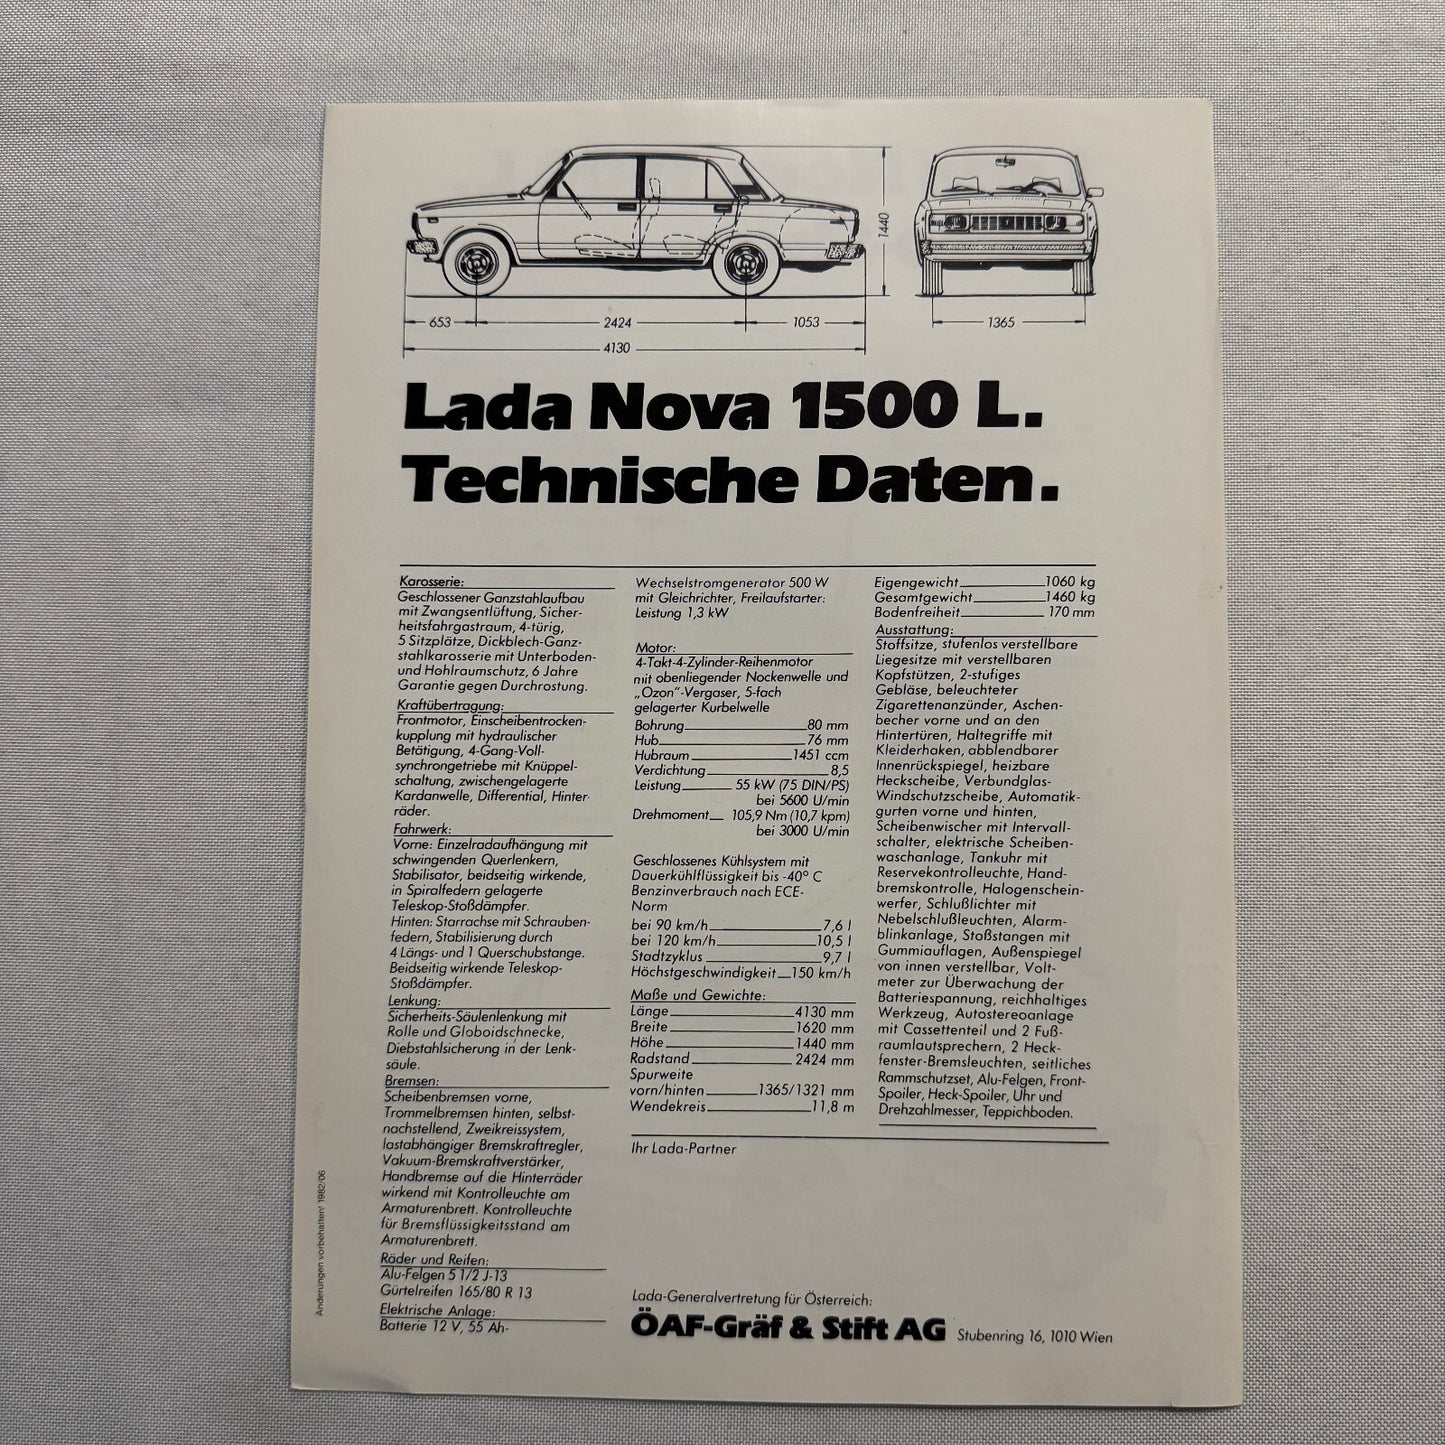 1440
653
2424
1053
1365
4130
Lada Nova 1500 L.
Technische Daten.
Karosserie:
Geschlossener Ganzstahlaufbau
mit Zwangsentlüftung, Sicher-
heitsfahrgastraum, 4-türig,
5 Sitzplätze, Dickblech-Ganz-
stahlkarosserie mit Unterboden-
und Hohlraumschutz, 6 Jahre
Garantie gegen Durchrostung.
Kraftübertragung:
Frontmotor, Einscheibentrocken-
kupplung mit hydraulischer
Betätigung, 4-Gang-Voll-
synchrongetriebe mit Knüppel-
schaltung, zwischengelagerte
Kardanwelle, Differential, Hinter-
räder.
Fahrwerk:
Vorne: Einzelradaufhängung mit
schwingenden Querlenkern,
Stabilisator, beidseitig wirkende,
in Spiralfedern gelagerte
Teleskop-Stoßdämpfer.
Hinten: Starrachse mit Schrauben-
federn, Stabilisierung durch
4 Längs- und 1 Querschubstange.
Beidseitig wirkende Teleskop-
Stoßdämpfer.
Lenkung:
Sicherheits-Säulenlenkung mit
Rolle und Globoidschnecke,
Diebstahlsicherung in der Lenk-
säule.
Bremsen:
Scheibenbremsen vorne,
Trommelbremsen hinten, selbst-
nachstellend, Zweikreissystem,
lastabhängiger Bremskraftregler,
Vakuum-Bremskraftverstärker,
Handbremse auf die Hinterräder
wirkend mit Kontrolleuchte am
Armaturenbrett. Kontrolleuchte
für Bremsflüssigkeitsstand am
Armaturenbrett.
Räder und Reifen:
Alu-Felgen 5 1/2 J-13
Gürtelreifen 165/80 R 13
Elektrische Anlage:
Batterie 12 V, 55 Ah-
Wechselstromgenerator 500 W
mit Gleichrichter, Freilaufstarter:
Leistung 1,3 kW
Motor:
4-Takt-4-Zylinder-Reihenmotor
mit obenliegender Nockenwelle und
„Ozon"-Vergaser, 5-fach
gelagerter Kurbelwelle
Bohrung 80 mm
Hub 76 mm
Hubraum 1451 ccm
Verdichtung 8,5
Leistung 55 kW (75 DIN/PS)
bei 5600 U/min
Drehmoment 105,9 Nm (10,7 kpm)
bei 3000 U/min
Geschlossenes Kühlsystem mit
Dauerkühlflüssigkeit bis -40° C
Benzinverbrauch nach ECE-
Norm
bei 90 km/h 7,6 l
bei 120 km/h 10,5 l
Stadtzyklus 9,7 l
Höchstgeschwindigkeit 150 km/h
Maße und Gewichte:
Länge 4130 mm
Breite 1620 mm
Höhe 1440 mm
Radstand 2424 mm
Spurweite
vorn/hinten 1365/1321 mm
Wendekreis 11,8 m
Eigengewicht 1060 kg
Gesamtgewicht 1460 kg
Bodenfreiheit 170 mm
Ausstattung:
Stoffsitze, stufenlos verstellbare
Liegesitze mit verstellbaren
Kopfstützen, 2-stufiges
Gebläse, beleuchteter
Zigarettenanzünder, Aschen-
becher vorne und an den
Hintertüren, Haltegriffe mit
Kleiderhaken, abblendbarer
Innenrückspiegel, heizbare
Heckscheibe, Verbundglas-
Windschutzscheibe, Automatik-
gurten vorne und hinten,
Scheibenwischer mit Intervall-
schalter, elektrische Scheiben-
waschanlage, Tankuhr mit
Reservekontrolleuchte, Hand-
bremskontrolle, Halogenschein-
werfer, Schlußlichter mit
Nebelschlußleuchten, Alarm-
blinkanlage, Stoßstangen mit
Gummiauflagen, Außenspiegel
von innen verstellbar, Volt-
meter zur Überwachung der
Batteriespannung, reichhaltiges
Werkzeug, Autostereoanlage
mit Cassettenteil und 2 Fuß-
raumlautsprechern, 2 Heck-
fenster-Bremsleuchten, seitliches
Rammschutzset, Alu-Felgen, Front-
Spoiler, Heck-Spoiler, Uhr und
Drehzahlmesser, Teppichboden.
Ihr Lada-Partner
Lada-Generalvertretung für Österreich:
ÖAF-Gräf & Stift AG Stubenring 16, 1010 Wien
Änderungen vorbehalten! 1982/06